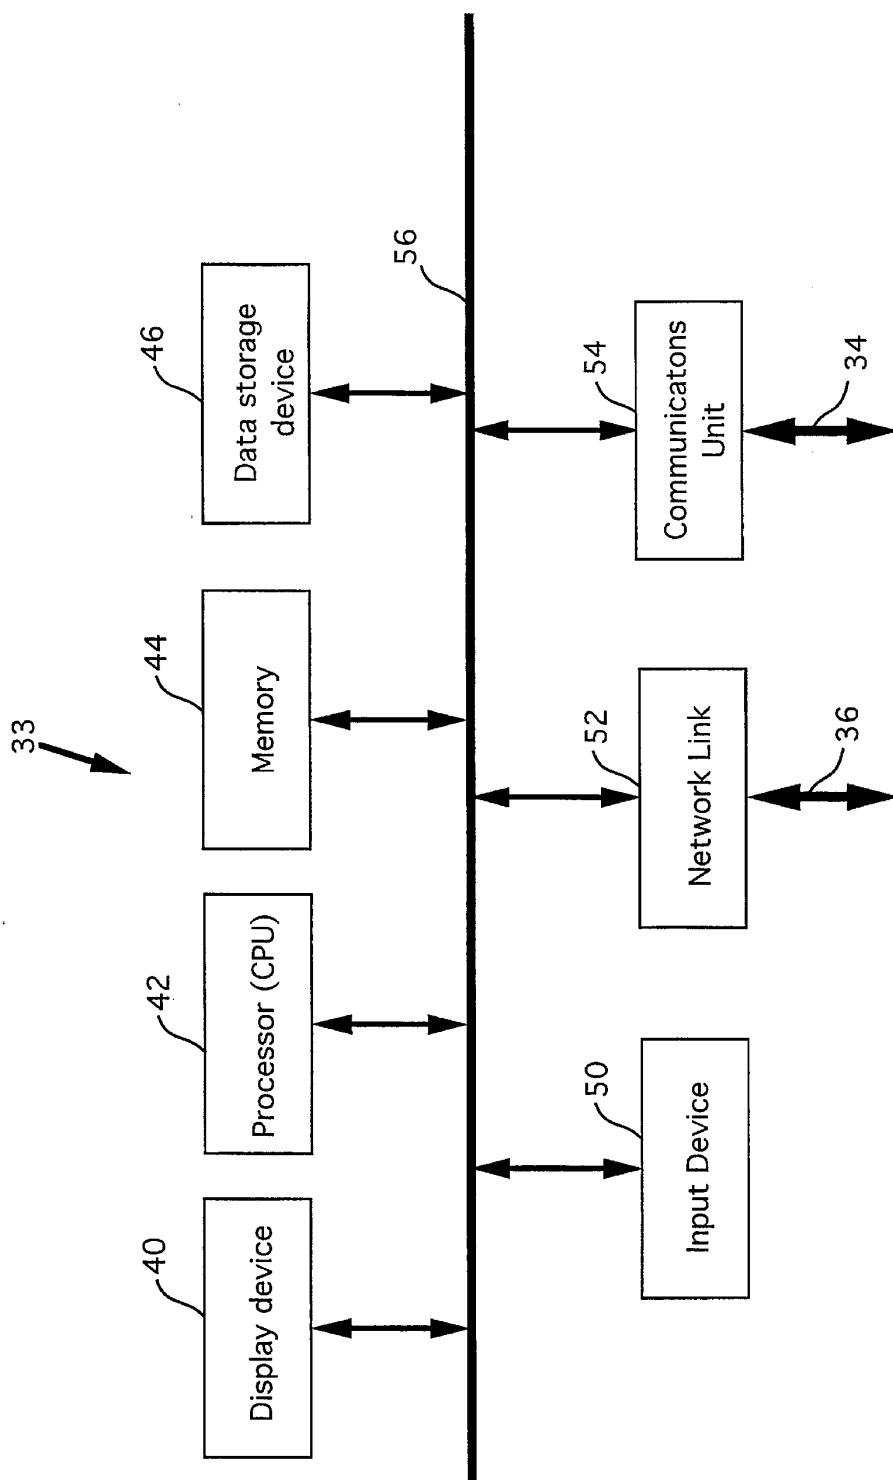 33
40
42
44
46
Display device
Processor (CPU)
Memory
Data storage
device
56
50
52
54
Input Device
Network Link
Communicatons
Unit
36
34